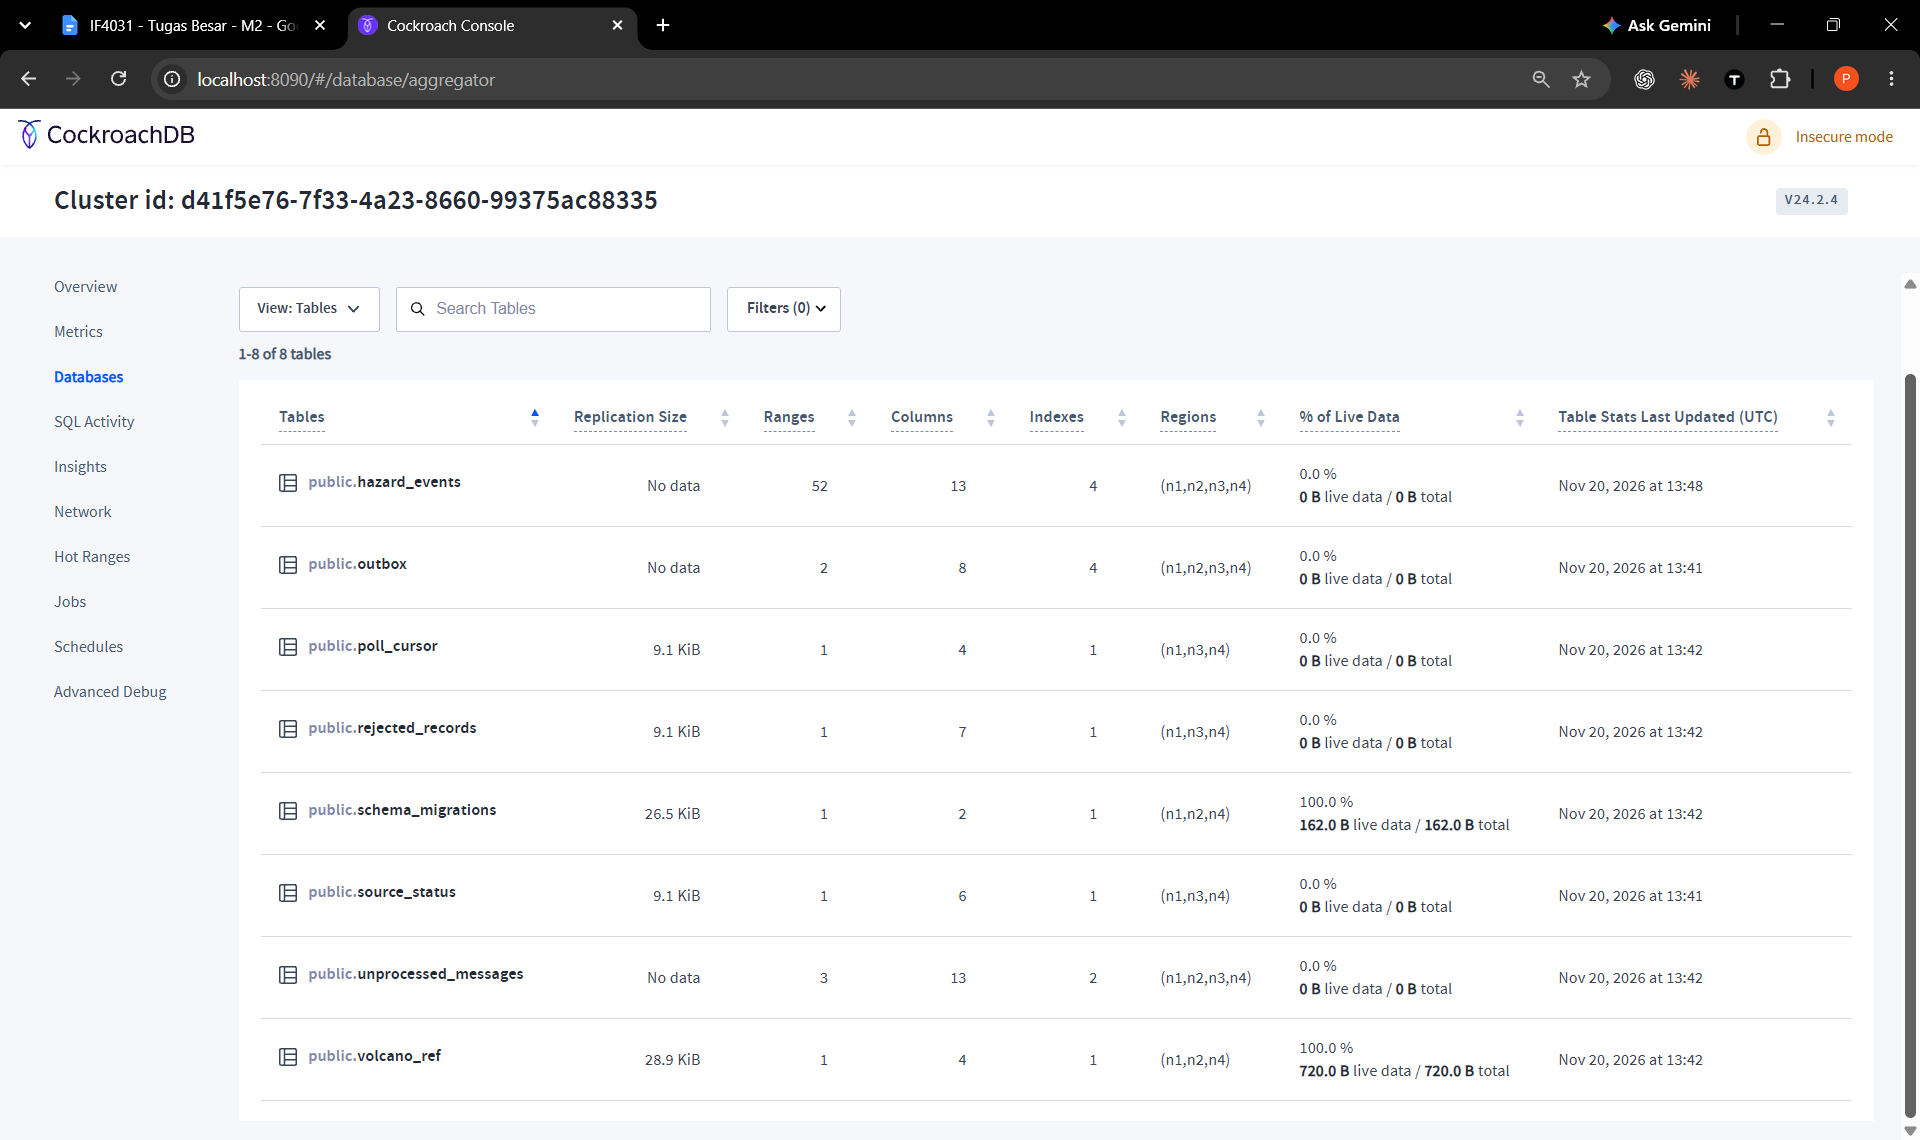 IF4031 - Tugas Besar - M2 - Go
Cockroach Console
Ask Gemini
localhost:8090/#/database/aggregator
T
P
CockroachDB
Insecure mode
Cluster id: d41f5e76-7f33-4a23-8660-99375ac88335
V24.2.4
Overview
Metrics
Databases
SQL Activity
Insights
Network
Hot Ranges
Jobs
Schedules
Advanced Debug
View: Tables
Search Tables
Filters (0)
1-8 of 8 tables
Tables Replication Size Ranges Columns Indexes Regions % of Live Data Table Stats Last Updated (UTC)
public.hazard_events No data 52 13 4 (n1,n2,n3,n4) 0.0 % Nov 20, 2026 at 13:48
0 B live data / 0 B total
public.outbox No data 2 8 4 (n1,n2,n3,n4) 0.0 % Nov 20, 2026 at 13:41
0 B live data / 0 B total
public.poll_cursor 9.1 KiB 1 4 1 (n1,n3,n4) 0.0 % Nov 20, 2026 at 13:42
0 B live data / 0 B total
public.rejected_records 9.1 KiB 1 7 1 (n1,n3,n4) 0.0 % Nov 20, 2026 at 13:42
0 B live data / 0 B total
public.schema_migrations 26.5 KiB 1 2 1 (n1,n2,n4) 100.0 % Nov 20, 2026 at 13:42
162.0 B live data / 162.0 B total
public.source_status 9.1 KiB 1 6 1 (n1,n3,n4) 0.0 % Nov 20, 2026 at 13:41
0 B live data / 0 B total
public.unprocessed_messages No data 3 13 2 (n1,n2,n3,n4) 0.0 % Nov 20, 2026 at 13:42
0 B live data / 0 B total
public.volcano_ref 28.9 KiB 1 4 1 (n1,n2,n4) 100.0 % Nov 20, 2026 at 13:42
720.0 B live data / 720.0 B total